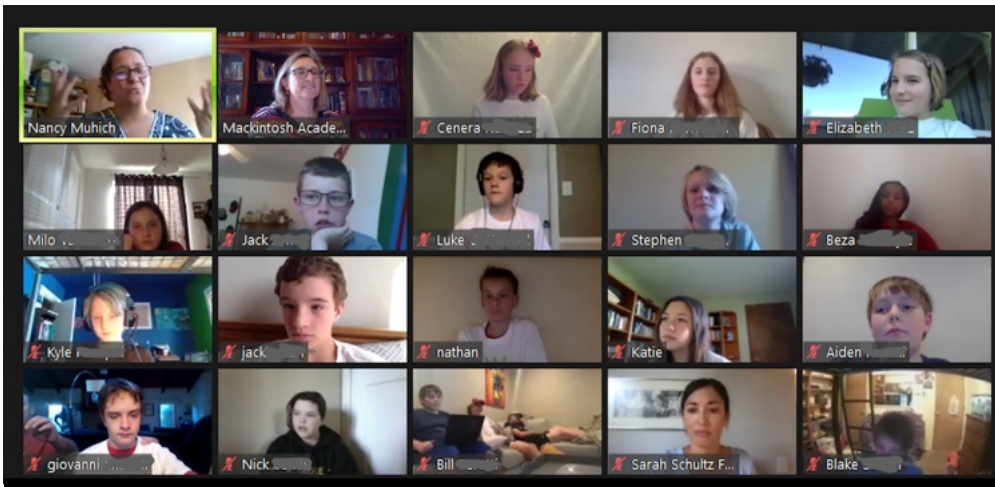 Nancy Muhich
Mackintosh Acade...
Cenera
Fiona
Elizabeth
Milo
Jack
Luke
Stephen
Beza
Kyle
jack
nathan
Katie
Aiden
giovanni
Nick
Bill
Sarah Schultz F...
Blake